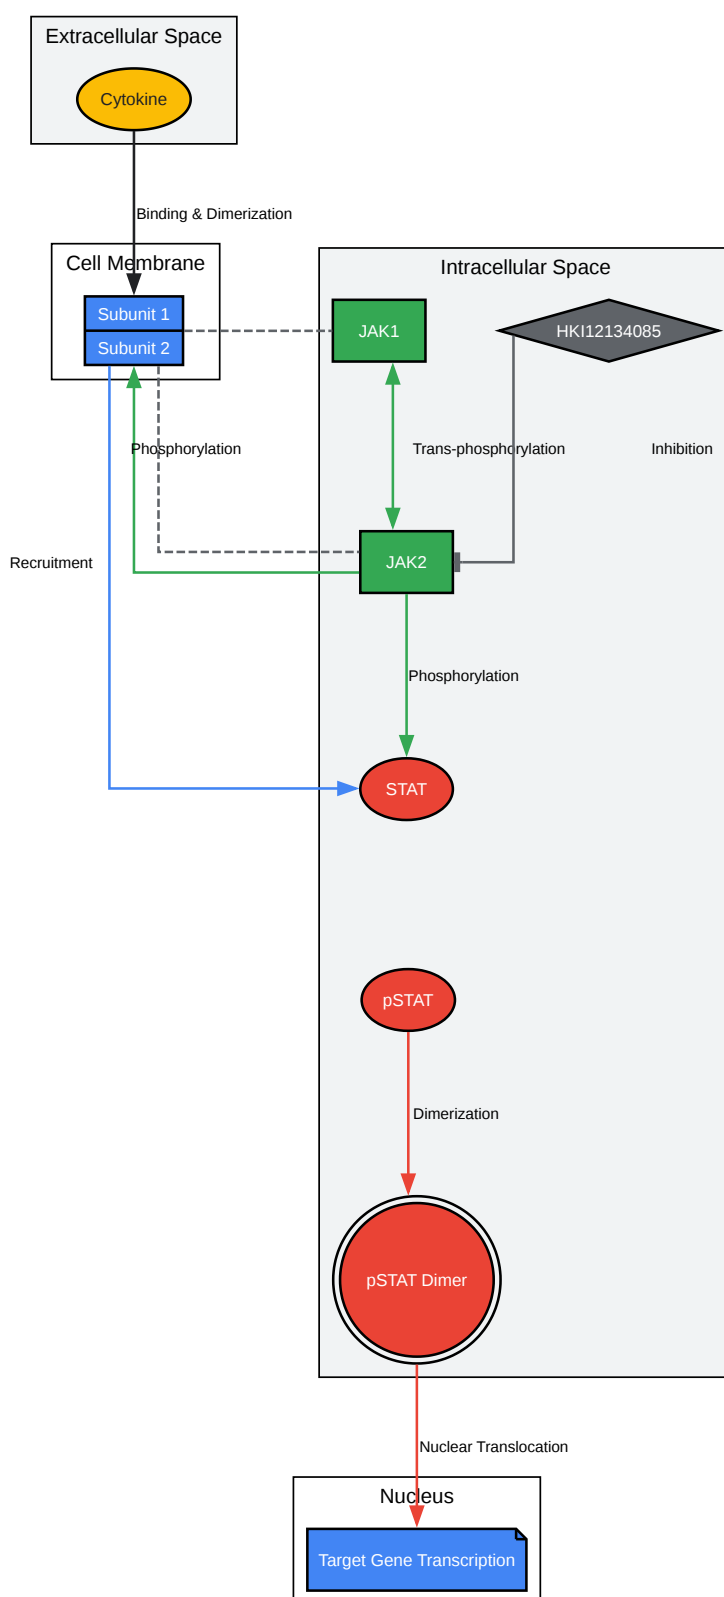 Extracellular Space
Cytokine
Binding & Dimerization
Cell Membrane
Intracellular Space
Subunit 1
Subunit 2
JAK1
HKI12134085
Phosphorylation
Trans-phosphorylation
Inhibition
Recruitment
JAK2
Phosphorylation
STAT
pSTAT
Dimerization
pSTAT Dimer
Nuclear Translocation
Nucleus
Target Gene Transcription